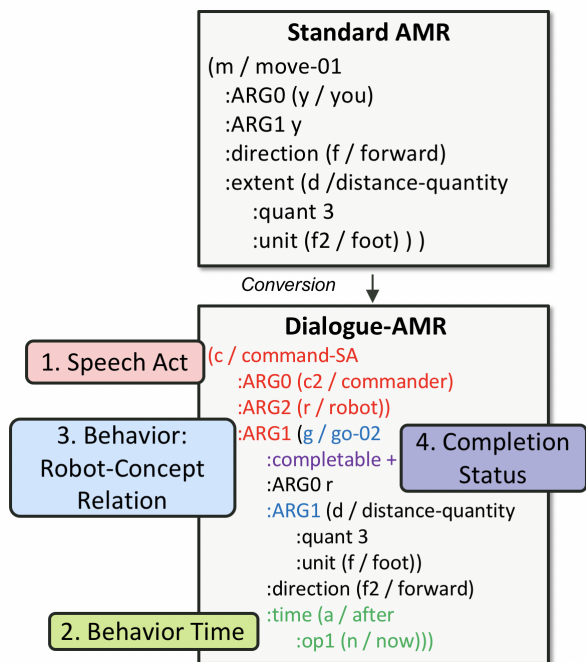 Standard AMR
(m / move-01
:ARG0 (y / you)
:ARG1 y
:direction (f / forward)
:extent (d /distance-quantity
:quant 3
:unit (f2 / foot) ) )
Conversion
Dialogue-AMR
1. Speech Act
(c / command-SA
:ARG0 (c2 / commander)
:ARG2 (r / robot))
3. Behavior:
Robot-Concept
Relation
:ARG1 (g / go-02
4. Completion
Status
:completable +
:ARG0 r
:ARG1 (d / distance-quantity
:quant 3
:unit (f / foot))
:direction (f2 / forward)
2. Behavior Time
:time (a / after
:op1 (n / now)))